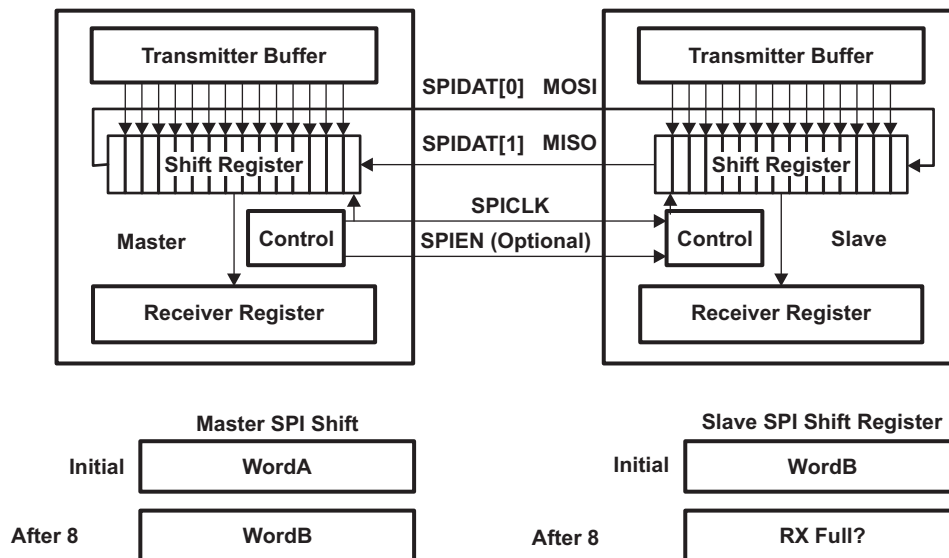 Transmitter Buffer
Transmitter Buffer
SPIDAT[0] MOSI
SPIDAT[1] MISO
Shift Register
Shift Register
SPICLK
Master
Control
SPIEN (Optional)
Control
Slave
Receiver Register
Receiver Register
Master SPI Shift
Slave SPI Shift Register
Initial
WordA
Initial
WordB
After 8
WordB
After 8
RX Full?